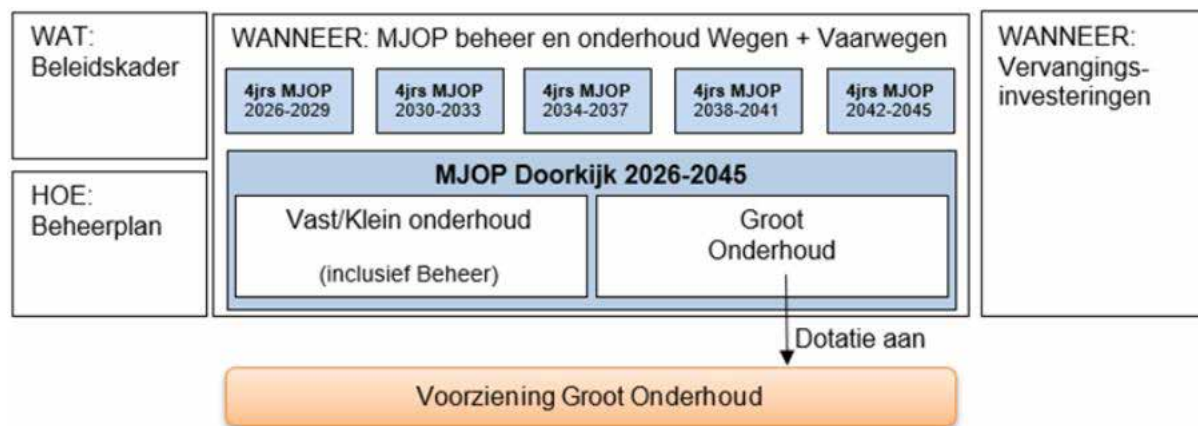 WAT:
Beleidskader
HOE:
Beheerplan
WANNEER: MJOP beheer en onderhoud Wegen + Vaarwegen
4jrs MJOP
2026-2029
4jrs MJOP
2030-2033
4jrs MJOP
2034-2037
4jrs MJOP
2038-2041
4jrs MJOP
2042-2045
MJOP Doorkijk 2026-2045
Vast/Klein onderhoud
(inclusief Beheer)
Groot
Onderhoud
Dotatie aan
Voorziening Groot Onderhoud
WANNEER:
Vervangings-
investeringen